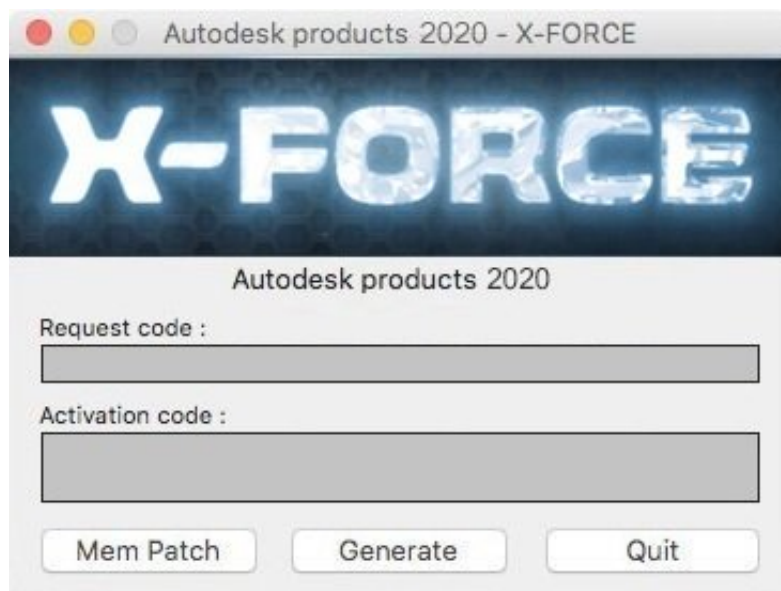 Autodesk products 2020 - X-FORCE
X-FORCE
Autodesk products 2020
Request code :
Activation code :
Mem Patch
Generate
Quit